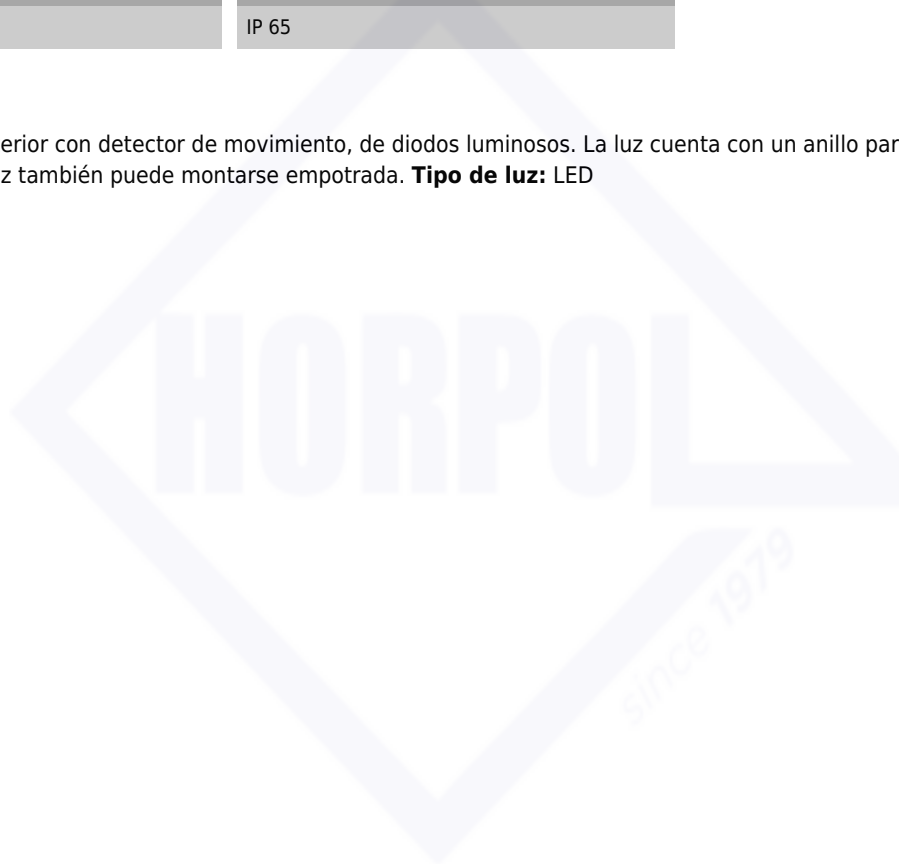 IP 65
erior con detector de movimiento, de diodos luminosos. La luz cuenta con un anillo par
z también puede montarse empotrada. Tipo de luz: LED
HORPOL
since 1979